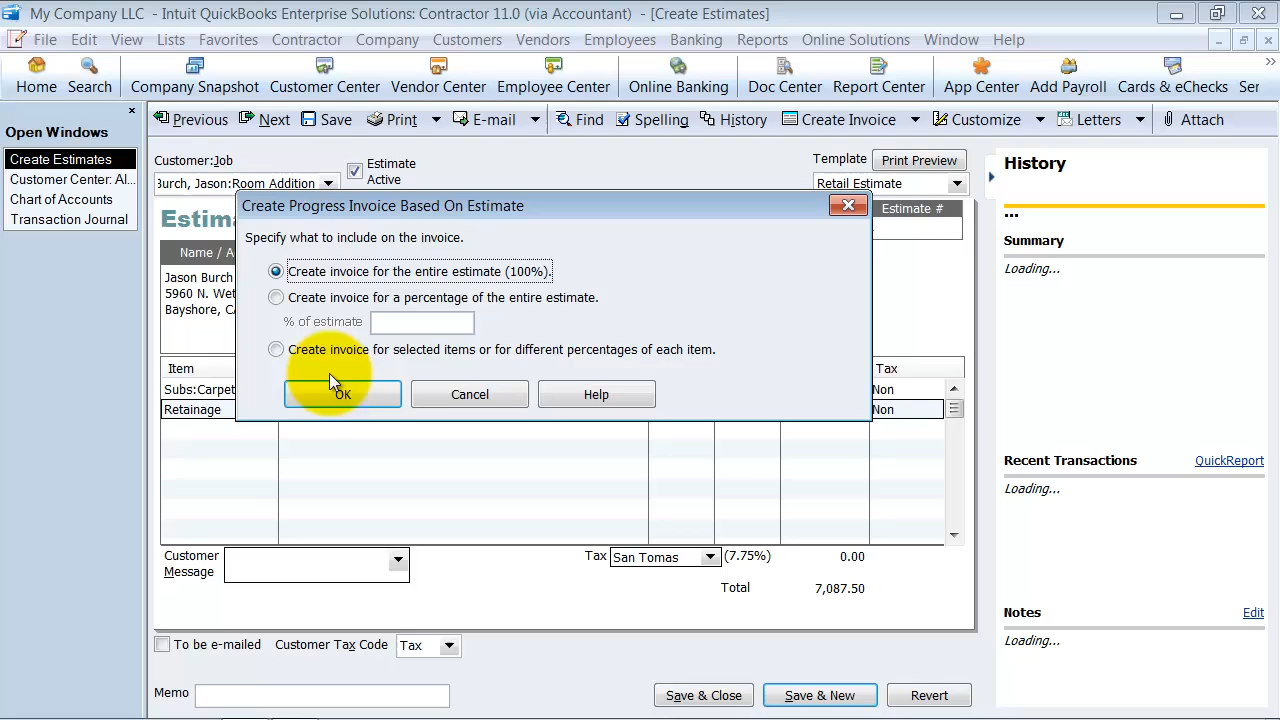 My Company LLC - Intuit QuickBooks Enterprise Solutions: Contractor 11.0 (via Accountant) - [Create Estimates]
File Edit View Lists Favorites Contractor Company Customers Vendors Employees Banking Reports Online Solutions Window Help
Home Search Company Snapshot Customer Center Vendor Center Employee Center Online Banking Doc Center Report Center App Center Add Payroll Cards & eChecks Ser
Open Windows
Create Estimates
Customer Center: Al...
Chart of Accounts
Transaction Journal
Previous Next Save Print E-mail Find Spelling History Create Invoice Customize Letters Attach
Customer:Job
Burch, Jason:Room Addition
Estimate
Active
Template
Print Preview
Retail Estimate
Estima
Estimate #
Name / A
Jason Burch
5960 N. Wet
Bayshore, CA
Create Progress Invoice Based On Estimate
Specify what to include on the invoice.
Create invoice for the entire estimate (100%).
Create invoice for a percentage of the entire estimate.
% of estimate
Create invoice for selected items or for different percentages of each item.
OK Cancel Help
Item Tax
Subs:Carpet Non
Retainage Non
Customer
Message
Tax San Tomas (7.75%) 0.00
Total 7,087.50
To be e-mailed Customer Tax Code Tax
Memo
Save & Close Save & New Revert
History
...
Summary
Loading...
Recent Transactions QuickReport
Loading...
Notes Edit
Loading...